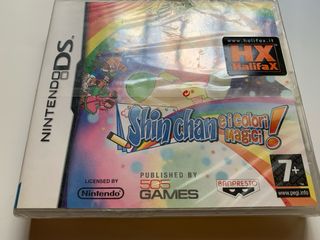 NINTENDO DS
www.halifax.it
HX
HalifaX
Shin chan
e i colori
Magici!
LICENSED BY
Nintendo
PUBLISHED BY
505
GAMES
BANPRESTO
7+
www.pegi.info